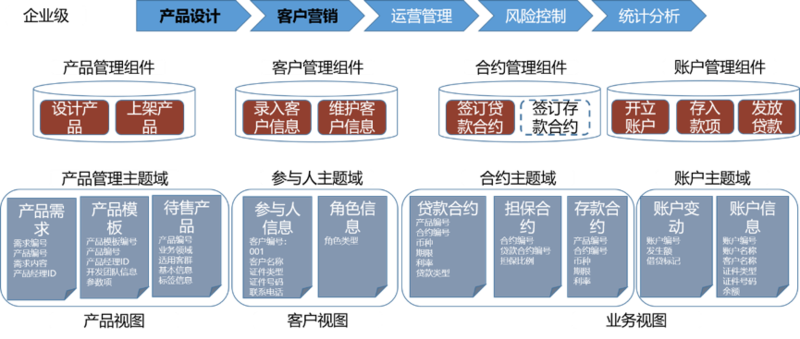 企业级
产品设计
客户营销
运营管理
风险控制
统计分析
产品管理组件
客户管理组件
合约管理组件
账户管理组件
设计产
品
上架产
品
录入客
户信息
维护客
户信息
签订贷
款合约
签订存
款合约
开立
账户
存入
款项
发放
贷款
产品管理主题域
参与人主题域
合约主题域
账户主题域
产品需
求
需求编号
产品编号
需求内容
产品经理ID
产品模
板
产品模板编号
产品编号
产品经理ID
开发团队信息
参数项
待售产
品
产品编号
业务领域
适用客群
基本信息
标签信息
参与人
信息
客户编号：
001
客户名称
证件类型
证件号码
联系电话
角色信
息
角色类型
贷款合约
产品编号
合约编号
币种
期限
利率
贷款类型
担保合
约
合约编号
贷款合约编号
担保比例
存款合
约
产品编号
合约编号
币种
期限
利率
账户变
动
账户编号
发生额
借贷标记
账户信
息
账户编号
账户名称
客户名称
证件类型
证件号码
余额
产品视图
客户视图
业务视图